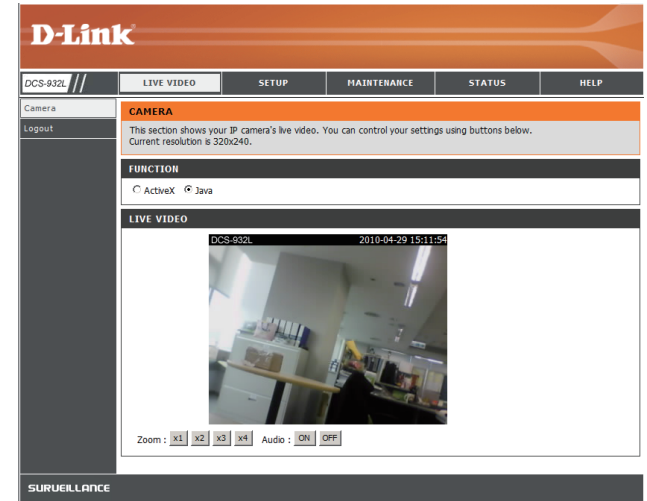 D-Link
DCS-932L //
LIVE VIDEO
SETUP
MAINTENANCE
STATUS
HELP
Camera
Logout
CAMERA
This section shows your IP camera's live video. You can control your settings using buttons below.
Current resolution is 320x240.
FUNCTION
ActiveX Java
LIVE VIDEO
DCS-932L 2010-04-29 15:11:54
Zoom : x1 x2 x3 x4 Audio : ON OFF
SURVEILLANCE